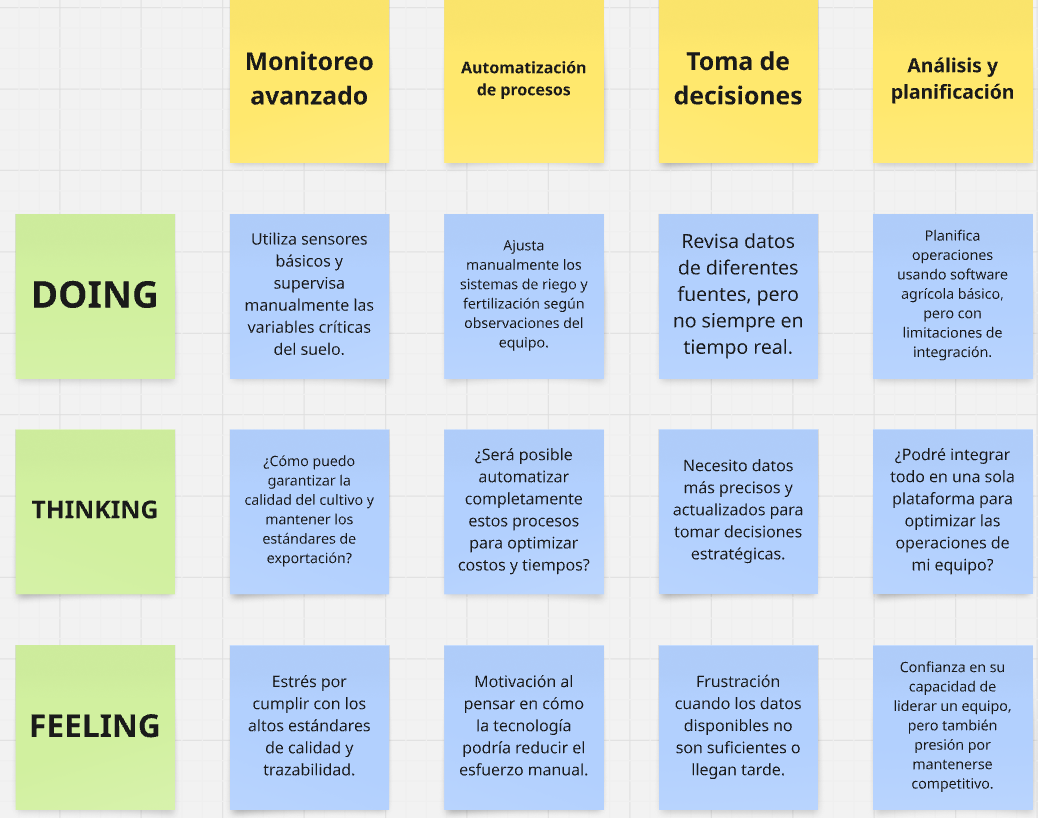 Monitoreo
avanzado
Automatización
de procesos
Toma de
decisiones
Análisis y
planificación
DOING
Utiliza sensores
básicos y
supervisa
manualmente las
variables críticas
del suelo.
Ajusta
manualmente los
sistemas de riego y
fertilización según
observaciones del
equipo.
Revisa datos
de diferentes
fuentes, pero
no siempre en
tiempo real.
Planifica
operaciones
usando software
agrícola básico,
pero con
limitaciones de
integración.
THINKING
¿Cómo puedo
garantizar la
calidad del cultivo y
mantener los
estándares de
exportación?
¿Será posible
automatizar
completamente
estos procesos
para optimizar
costos y tiempos?
Necesito datos
más precisos y
actualizados para
tomar decisiones
estratégicas.
¿Podré integrar
todo en una sola
plataforma para
optimizar las
operaciones de
mi equipo?
FEELING
Estrés por
cumplir con los
altos estándares
de calidad y
trazabilidad.
Motivación al
pensar en cómo
la tecnología
podría reducir el
esfuerzo manual.
Frustración
cuando los datos
disponibles no
son suficientes o
llegan tarde.
Confianza en su
capacidad de
liderar un equipo,
pero también
presión por
mantenerse
competitivo.